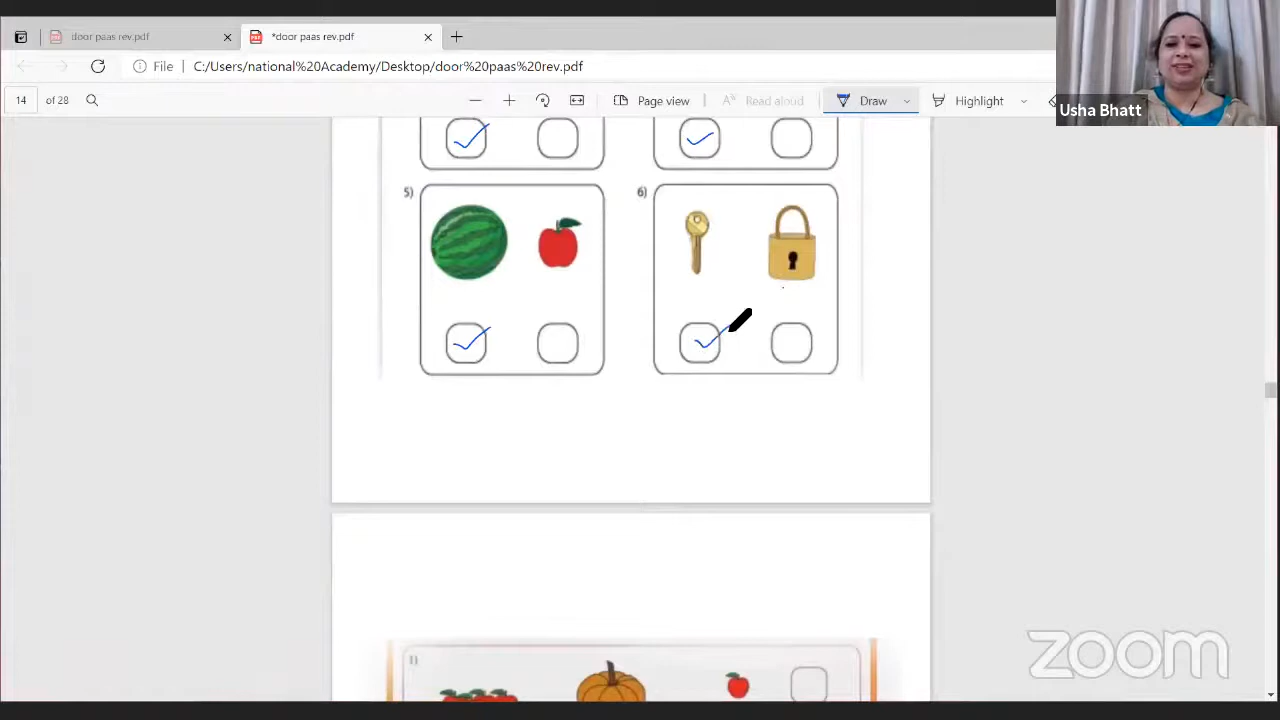 door paas rev.pdf
*door paas rev.pdf
File
C:/Users/national%20Academy/Desktop/door%20paas%20rev.pdf
14 of 28
Page view
Read aloud
Draw
Highlight
Usha Bhatt
5)
6)
1)
zoom